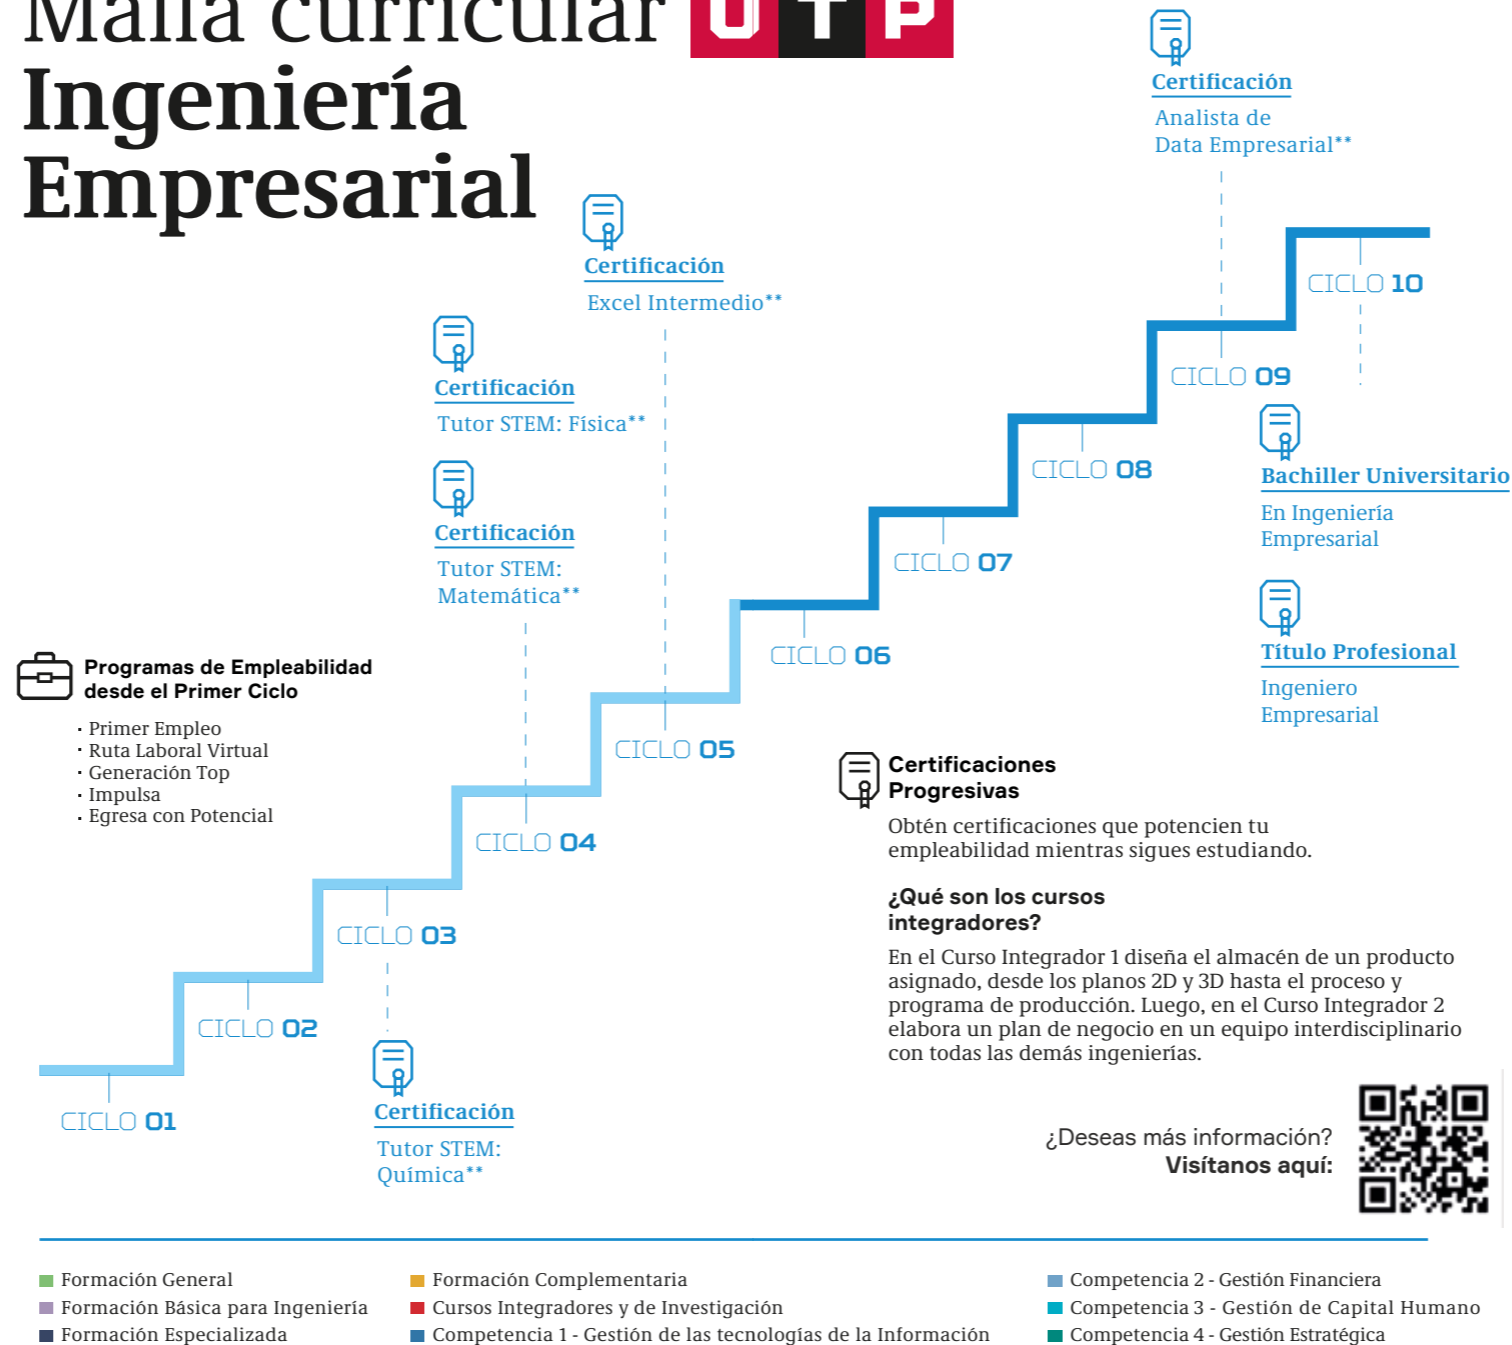 Malla curricular UTP
Ingeniería
Empresarial
Certificación
Analista de
Data Empresarial**
Certificación
Excel Intermedio**
Certificación
Tutor STEM: Física**
Certificación
Tutor STEM:
Matemática**
CICLO 10
CICLO 09
CICLO 08
CICLO 07
CICLO 06
CICLO 05
CICLO 04
CICLO 03
CICLO 02
CICLO 01
Bachiller Universitario
En Ingeniería
Empresarial
Título Profesional
Ingeniero
Empresarial
Programas de Empleabilidad
desde el Primer Ciclo
· Primer Empleo
· Ruta Laboral Virtual
· Generación Top
· Impulsa
· Egresa con Potencial
Certificación
Tutor STEM:
Química**
Certificaciones
Progresivas
Obtén certificaciones que potencien tu
empleabilidad mientras sigues estudiando.
¿Qué son los cursos
integradores?
En el Curso Integrador 1 diseña el almacén de un producto
asignado, desde los planos 2D y 3D hasta el proceso y
programa de producción. Luego, en el Curso Integrador 2
elabora un plan de negocio en un equipo interdisciplinario
con todas las demás ingenierías.
¿Deseas más información?
Visítanos aquí:
Formación General
Formación Básica para Ingeniería
Formación Especializada
Formación Complementaria
Cursos Integradores y de Investigación
Competencia 1 - Gestión de las tecnologías de la Información
Competencia 2 - Gestión Financiera
Competencia 3 - Gestión de Capital Humano
Competencia 4 - Gestión Estratégica